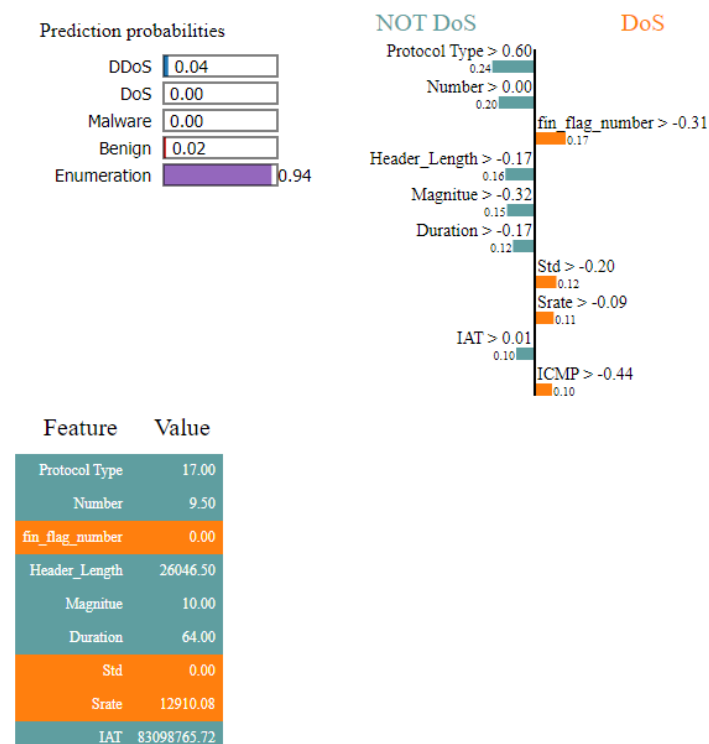 Prediction probabilities
DDoS 0.04
DoS 0.00
Malware 0.00
Benign 0.02
Enumeration 0.94
NOT DoS DoS
Protocol Type > 0.60
0.24
Number > 0.00
0.20
fin_flag_number > -0.31
0.17
Header_Length > -0.17
0.16
Magnitue > -0.32
0.15
Duration > -0.17
0.12
Std > -0.20
0.12
Srate > -0.09
0.11
IAT > 0.01
0.10
ICMP > -0.44
0.10
Feature Value
Protocol Type 17.00
Number 9.50
fin_flag_number 0.00
Header_Length 26046.50
Magnitue 10.00
Duration 64.00
Std 0.00
Srate 12910.08
IAT 83098765.72